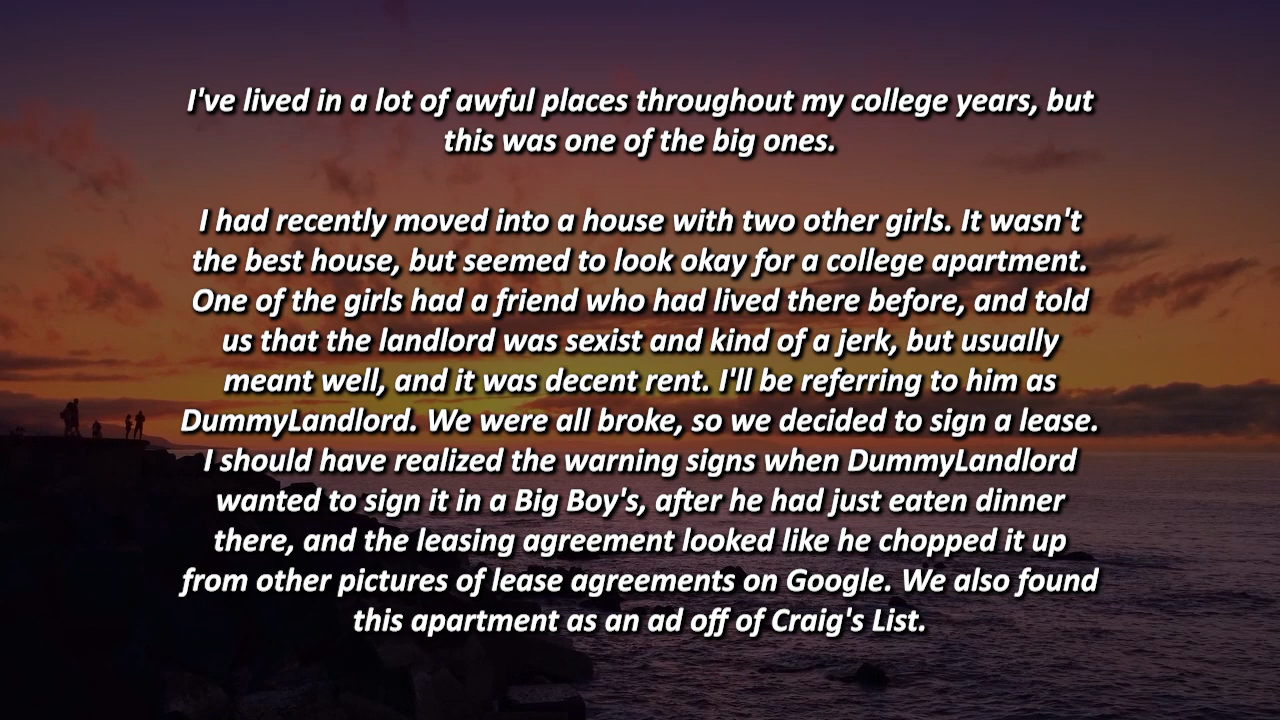 I've lived in a lot of awful places throughout my college years, but
this was one of the big ones.
I had recently moved into a house with two other girls. It wasn't
the best house, but seemed to look okay for a college apartment.
One of the girls had a friend who had lived there before, and told
us that the landlord was sexist and kind of a jerk, but usually
meant well, and it was decent rent. I'll be referring to him as
DummyLandlord. We were all broke, so we decided to sign a lease.
I should have realized the warning signs when DummyLandlord
wanted to sign it in a Big Boy's, after he had just eaten dinner
there, and the leasing agreement looked like he chopped it up
from other pictures of lease agreements on Google. We also found
this apartment as an ad off of Craig's List.